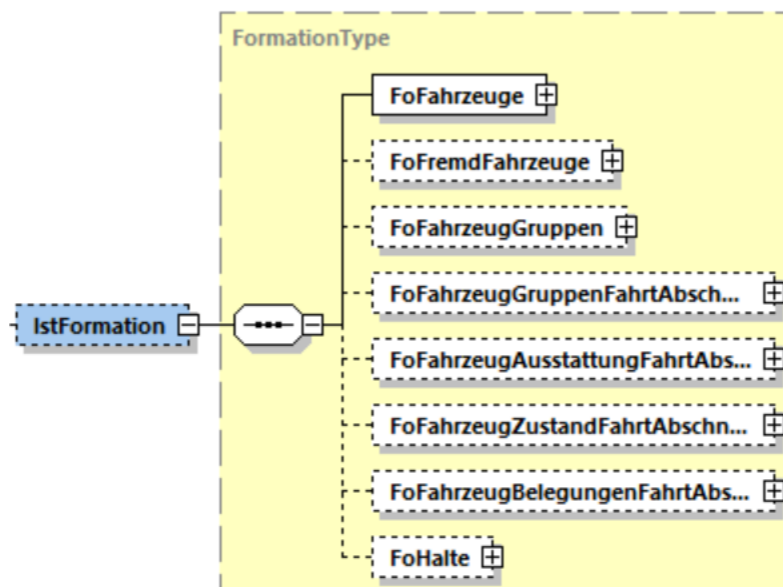 FormationType
FoFahrzeuge
FoFremdFahrzeuge
FoFahrzeugGruppen
FoFahrzeugGruppenFahrtAbsch...
IstFormation
FoFahrzeugAusstattungFahrtAbs...
FoFahrzeugZustandFahrtAbschn...
FoFahrzeugBelegungenFahrtAbs...
FoHalte